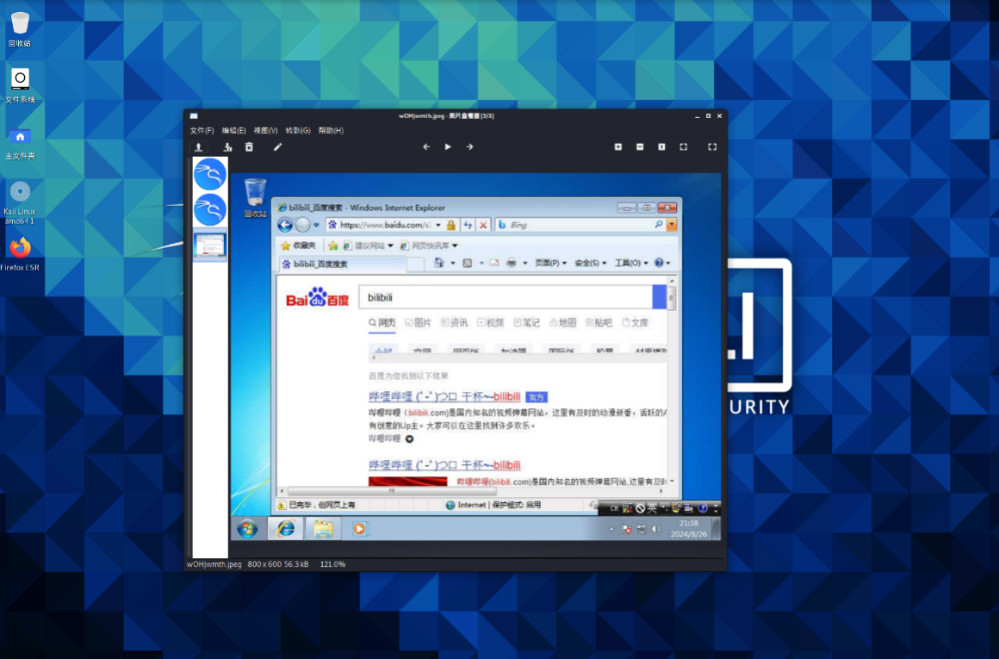 回收站
文件系统
主文件夹
Kali Linux
amd64 1
Firefox ESR
wOHjwmth.jpeg - 图片查看器 [3/3]
文件(F) 编辑(E) 视图(V) 转到(G) 帮助(H)
回收站
bilibili_百度搜索 - Windows Internet Explorer
https://www.baidu.com/s
Bing
收藏夹 建议网站 网页快讯库
bilibili_百度搜索
页面(P) 安全(S) 工具(O)
Bai du 百度
bilibili
网页 图片 资讯 视频 笔记 地图 贴吧 文库
全部 官网 网页版 加速器 国际版 股票
百度为您找到以下结果
哔哩哔哩 (゜-゜)つロ 干杯~-bilibili 官方
哔哩哔哩（bilibili.com)是国内知名的视频弹幕网站，这里有及时的动漫新番，活跃的A
有创意的Up主。大家可以在这里找到许多欢乐。
哔哩哔哩
哔哩哔哩 (゜-゜)つロ 干杯~-bilibili
哔哩哔哩(bilibili.com)是国内知名的视频弹幕网站,这里有及时
已完毕，但网页上有
Internet | 保护模式: 启用
CH 英
21:38
2024/8/26
wOHjwmth.jpeg 800 x 600 56.3 kB 121.0%
LI
URITY